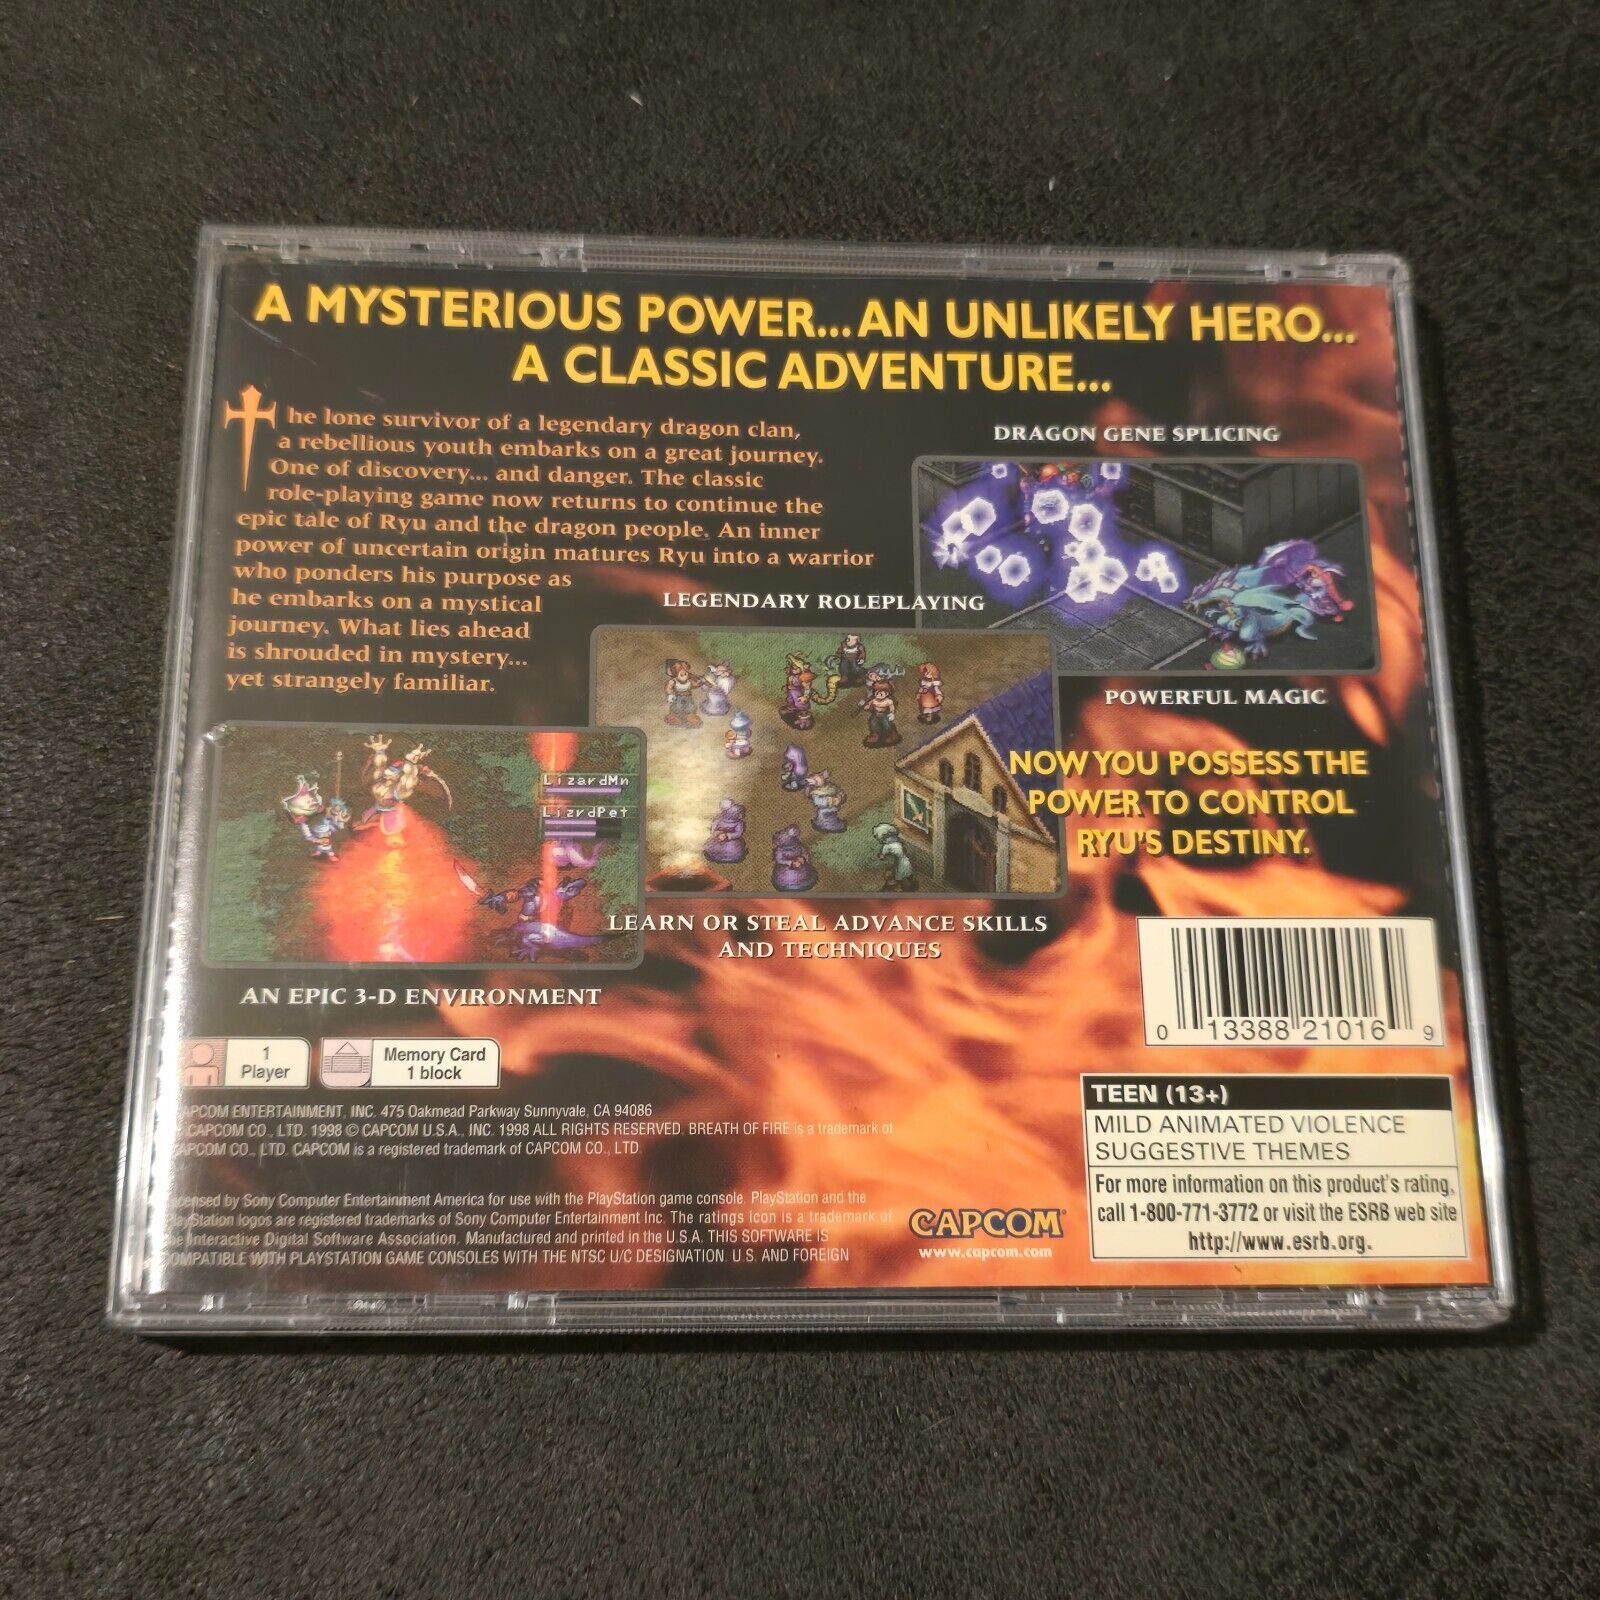 A MYSTERIOUS POWER... AN UNLIKELY HERO...
A CLASSIC ADVENTURE...
The lone survivor of a legendary dragon clan,
a rebellious youth embarks on a great journey.
One of discovery... and danger. The classic
role-playing game now returns to continue the
epic tale of Ryu and the dragon people. An inner
power of uncertain origin matures Ryu into a warrior
who ponders his purpose as
he embarks on a mystical
journey. What lies ahead
is shrouded in mystery...
yet strangely familiar.
DRAGON GENE SPLICING
LEGENDARY ROLEPLAYING
POWERFUL MAGIC
NOW YOU POSSESS THE
POWER TO CONTROL
RYU'S DESTINY.
LizardMn
LizrdPet
LEARN OR STEAL ADVANCE SKILLS
AND TECHNIQUES
AN EPIC 3-D ENVIRONMENT
0 13388 21016 9
1
Player
Memory Card
1 block
APCOM ENTERTAINMENT, INC. 475 Oakmead Parkway Sunnyvale, CA 94086
CAPCOM CO., LTD. 1998 © CAPCOM U.S.A., INC. 1998 ALL RIGHTS RESERVED. BREATH OF FIRE is a trademark of
APCOM CO., LTD. CAPCOM is a registered trademark of CAPCOM CO., LTD.
censed by Sony Computer Entertainment America for use with the PlayStation game console. PlayStation and the
PlayStation logos are registered trademarks of Sony Computer Entertainment Inc. The ratings icon is a trademark of
he Interactive Digital Software Association. Manufactured and printed in the U.S.A. THIS SOFTWARE IS
OMPATIBLE WITH PLAYSTATION GAME CONSOLES WITH THE NTSC U/C DESIGNATION. U.S. AND FOREIGN
CAPCOM
www.capcom.com
TEEN (13+)
MILD ANIMATED VIOLENCE
SUGGESTIVE THEMES
For more information on this product's rating,
call 1-800-771-3772 or visit the ESRB web site
http://www.esrb.org.